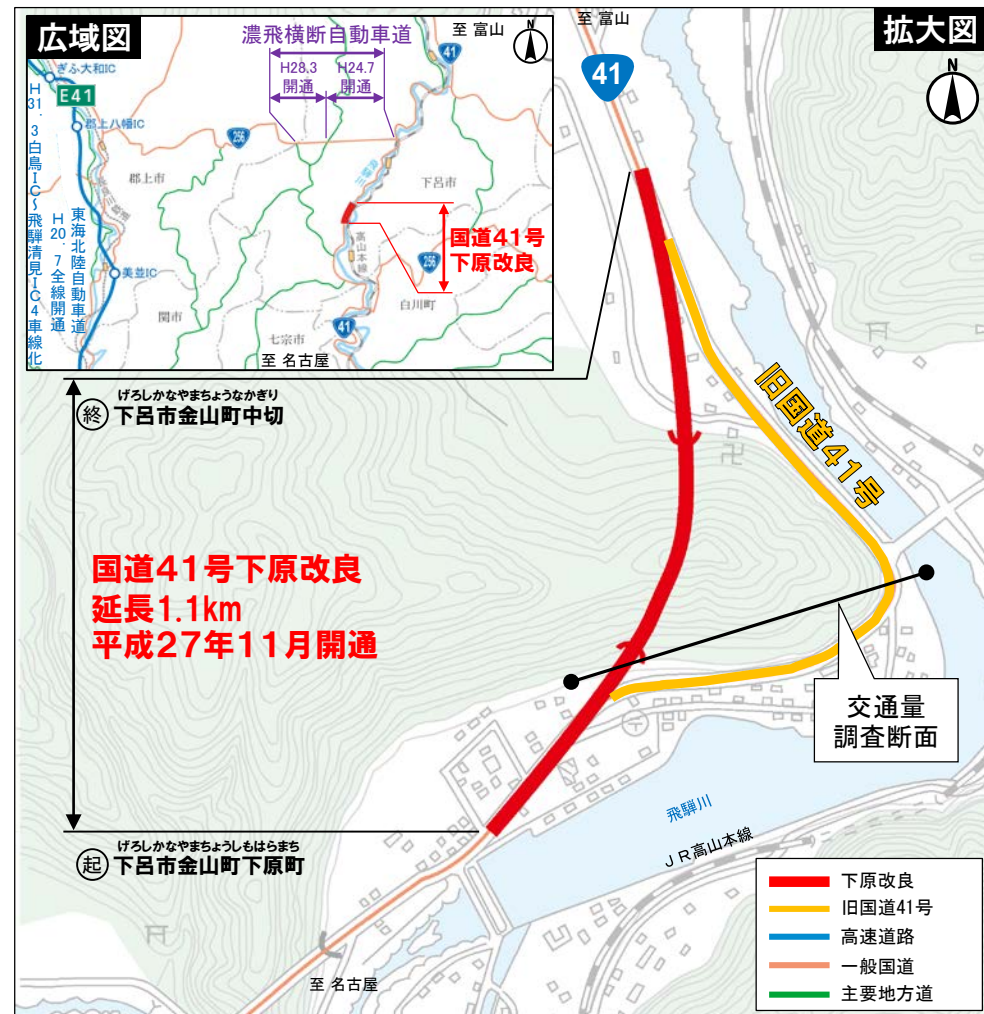 広域図
濃飛横断自動車道
至 富山
N
41
H28.3
開通
H24.7
開通
ぎふ大和IC
E41
郡上八幡IC
256
郡上市
飛騨川
下呂市
H31.3白鳥IC~飛騨清見IC4車線化
東海北陸自動車道
H20.7全線開通
高山本線
国道41号
下原改良
256
美並IC
白川町
関市
七宗市
41
至 名古屋
拡大図
至 富山
N
41
げろしかなやまちょうなかぎり
終 下呂市金山町中切
旧国道41号
国道41号下原改良
延長1.1km
平成27年11月開通
交通量
調査断面
飛騨川
JR高山本線
げろしかなやまちょうしもはらまち
起 下呂市金山町下原町
至 名古屋
下原改良
旧国道41号
高速道路
一般国道
主要地方道